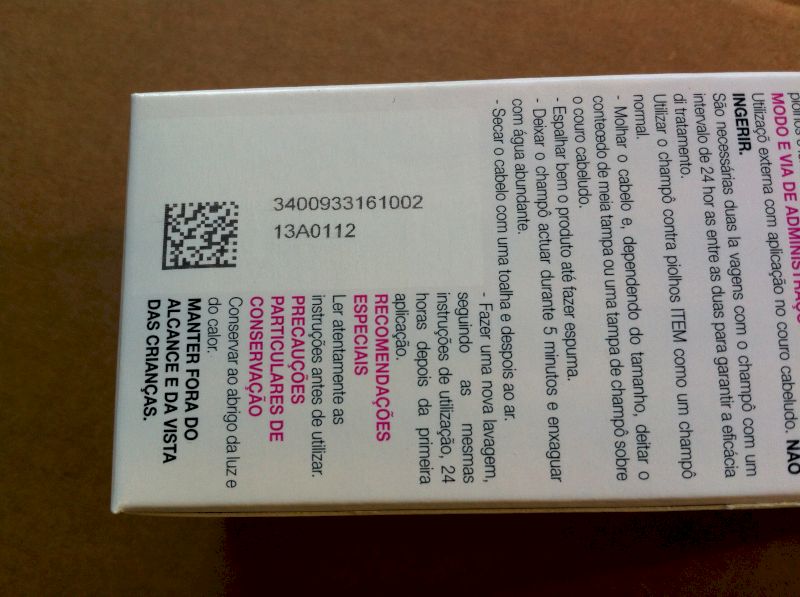 piolhos
MODO E VIA DE ADMINISTRAÇ
Utilizaçõ externa com aplicação no couro cabeludo. NÃO
INGERIR.
São necessárias duas la vagens com o champô com um
intervalo de 24 hor as entre as duas para garantir a eficácia
di tratamento.
Utilizar o champô contra piolhos ITEM como um champô
normal.
- Molhar o cabelo e, dependendo do tamanho, deitar o
contecedo de meia tampa ou uma tampa de champô sobre
o couro cabeludo.
- Espalhar bem o produto até fazer espuma.
- Deixar o champô actuar durante 5 minutos e enxaguar
com água abundante.
- Secar o cabelo com uma toalha e despois ao ar.
- Fazer uma nova lavagem,
seguindo as mesmas
instruções de utilização, 24
horas depois da primeira
aplicação.
RECOMENDAÇÕES
ESPECIAIS
Ler atentamente as
instruções antes de utilizar.
PRECAUÇÕES
PARTICULARES DE
CONSERVAÇÃO
Conservar ao abrigo da luz e
do calor.
MANTER FORA DO
ALCANCE E DA VISTA
DAS CRIANÇAS.
3400933161002
13A0112